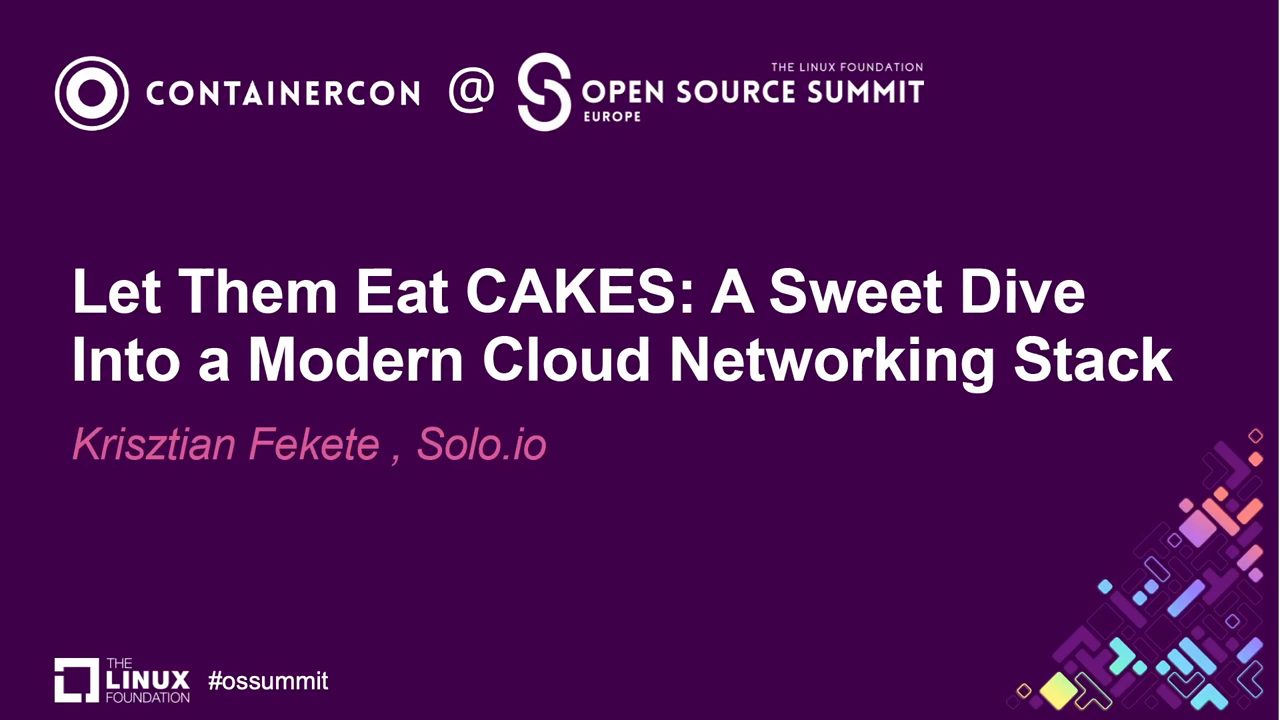 CONTAINERCON @ THE LINUX FOUNDATION
OPEN SOURCE SUMMIT
EUROPE
Let Them Eat CAKES: A Sweet Dive
Into a Modern Cloud Networking Stack
Krisztian Fekete , Solo.io
THE
LINUX
FOUNDATION
#ossummit